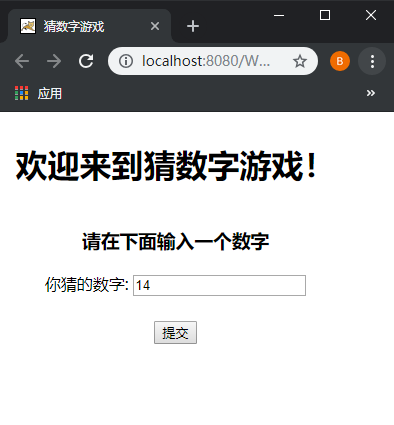 猜数字游戏
localhost:8080/W...
B
应用
欢迎来到猜数字游戏！
请在下面输入一个数字
你猜的数字: 14
提交